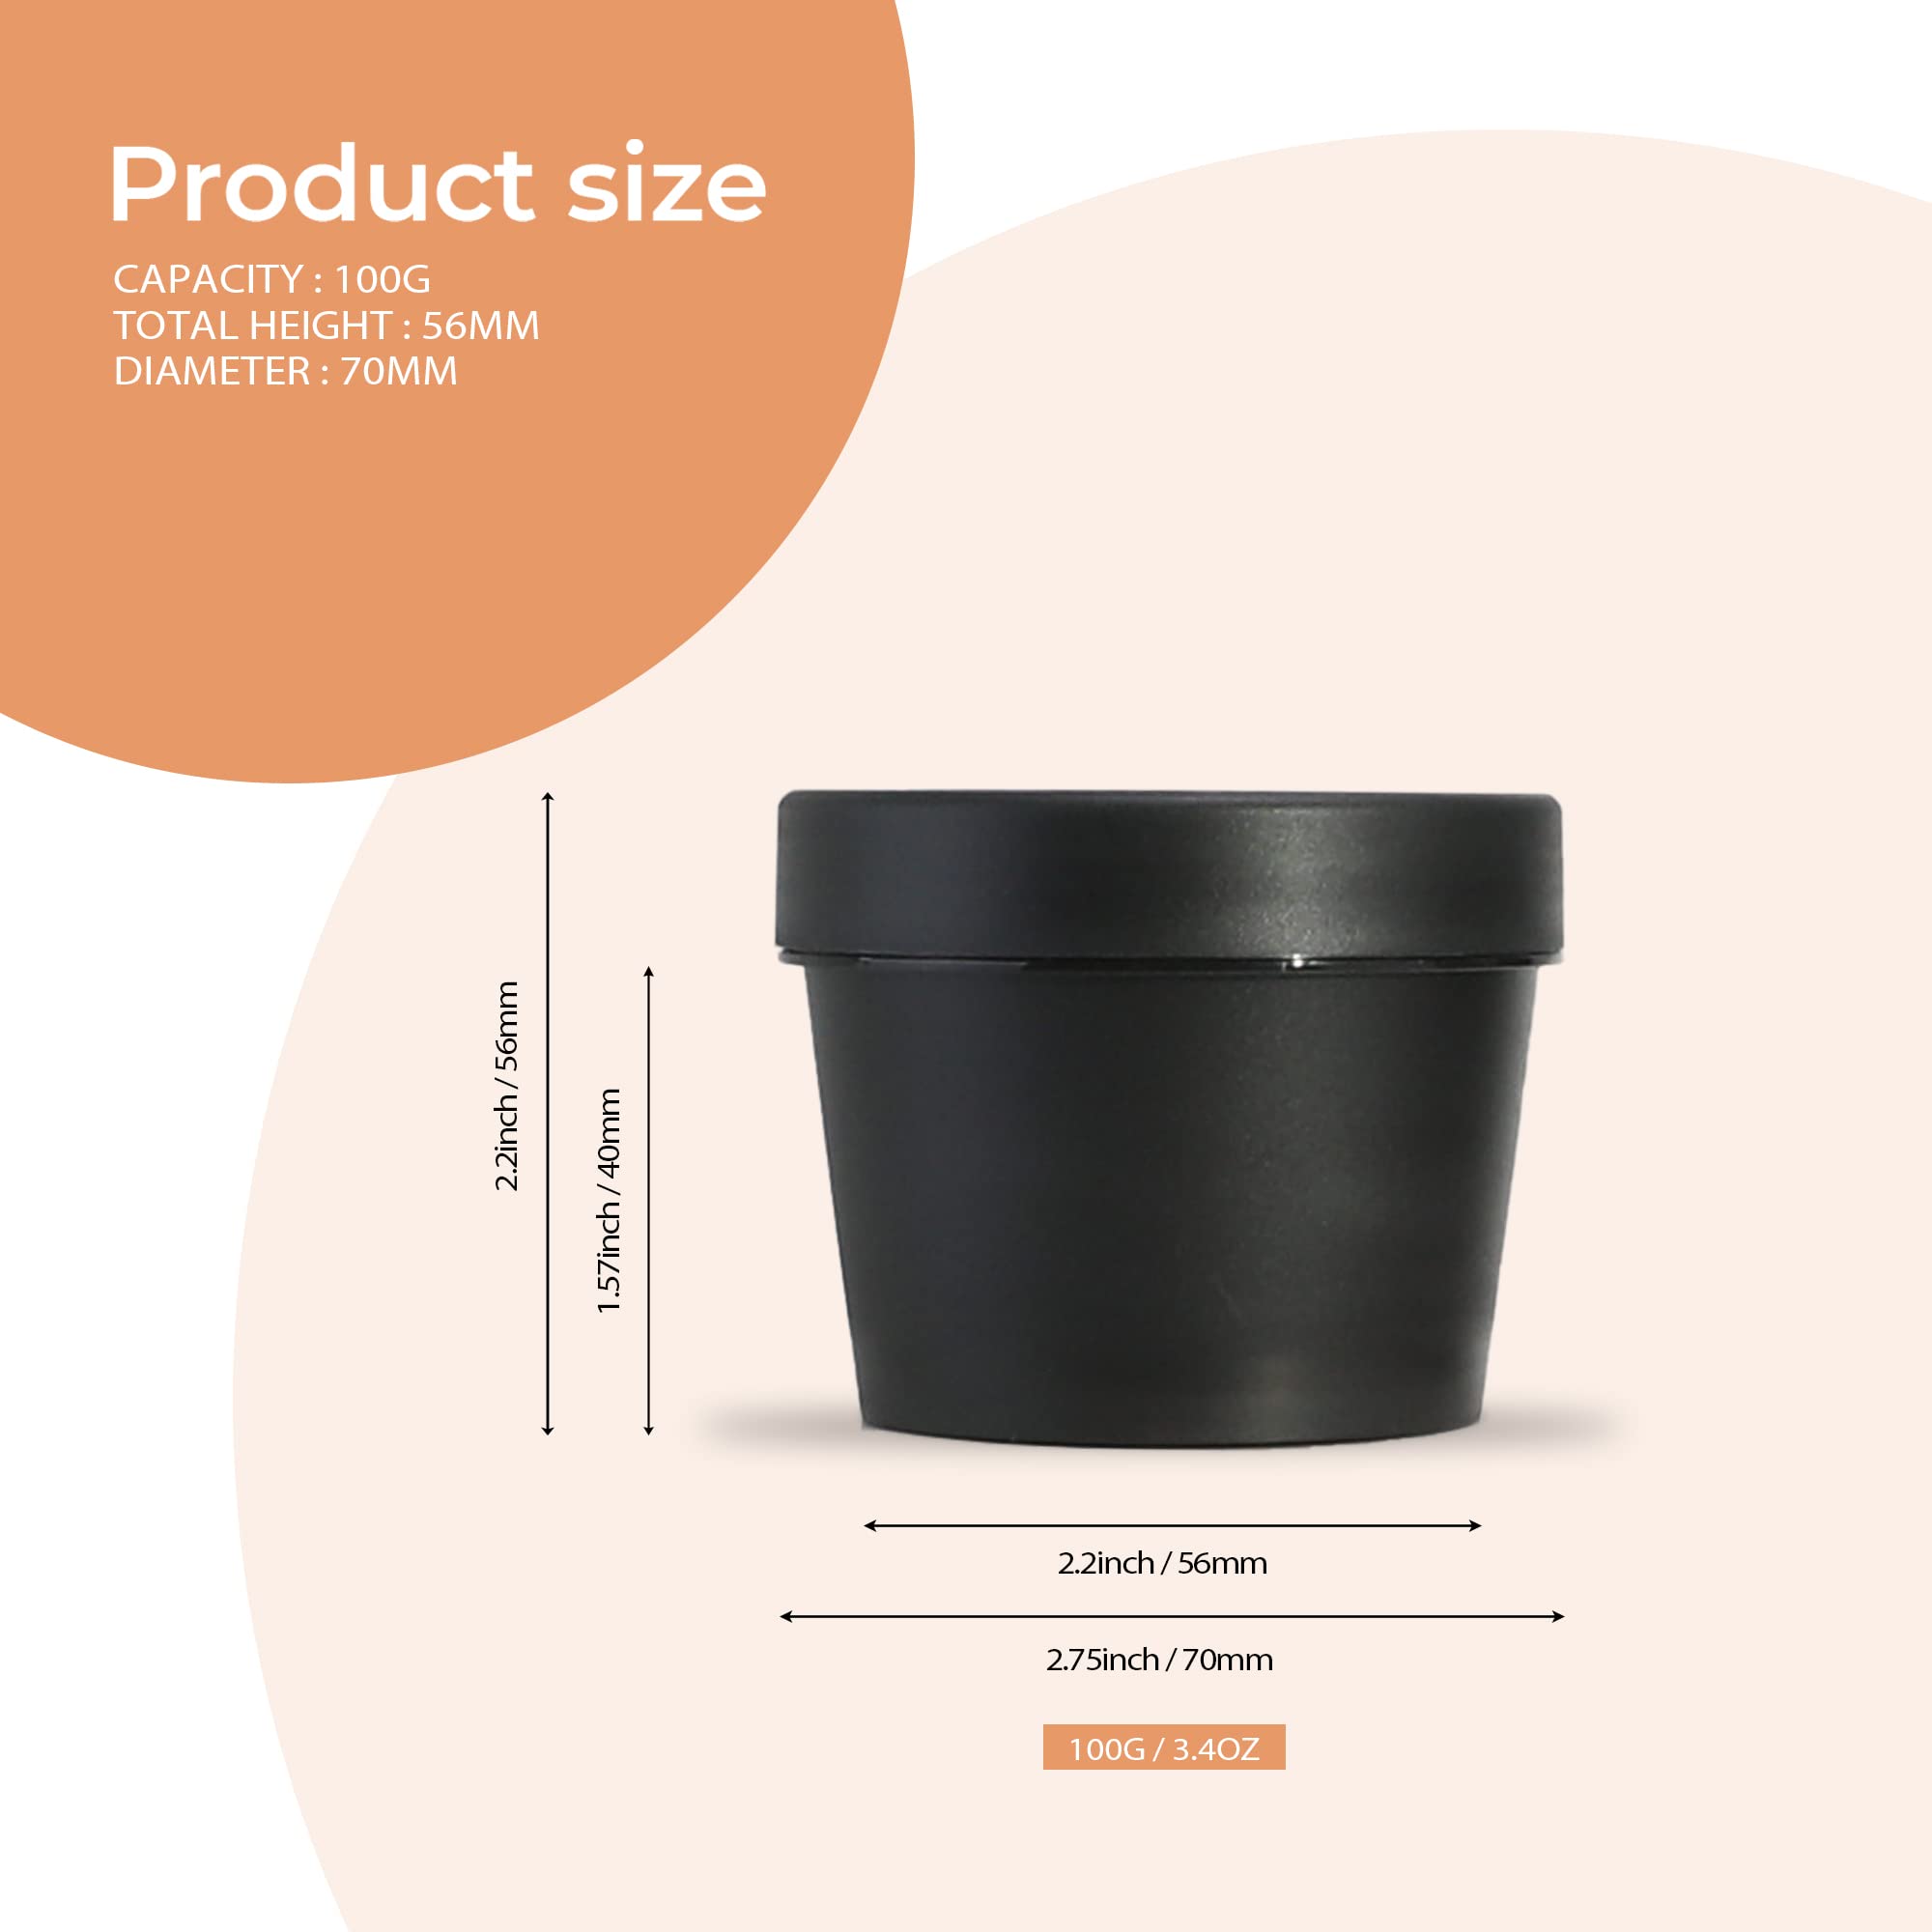 Product size
CAPACITY : 100G
TOTAL HEIGHT : 56MM
DIAMETER : 70MM
2.2inch / 56mm
1.57inch / 40mm
2.2inch / 56mm
2.75inch / 70mm
100G / 3.4OZ